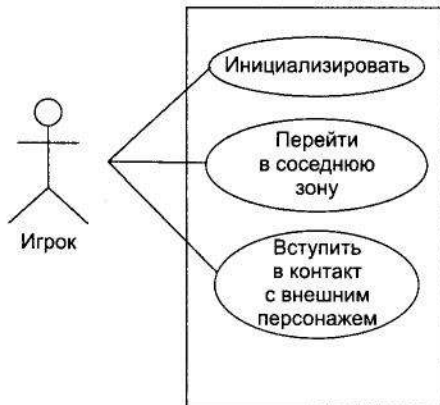 Инициализировать
Перейти
в соседнюю
зону
Игрок
Вступить
в контакт
с внешним
персонажем